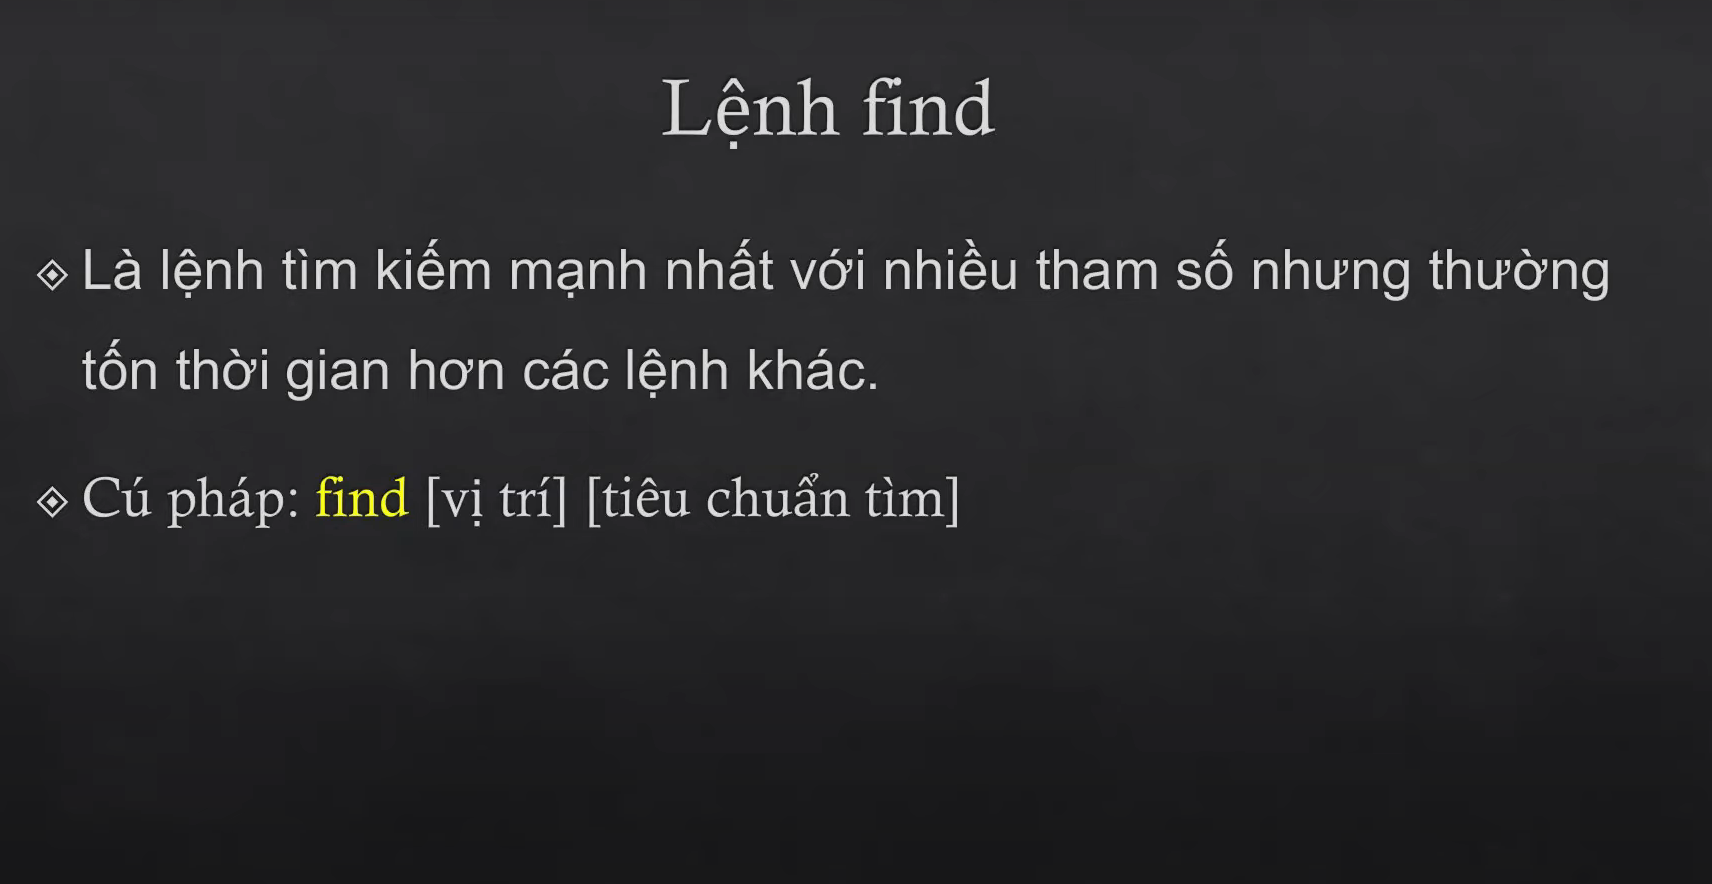 Lệnh find
Là lệnh tìm kiếm mạnh nhất với nhiều tham số nhưng thường
tốn thời gian hơn các lệnh khác.
Cú pháp: find [vị trí] [tiêu chuẩn tìm]